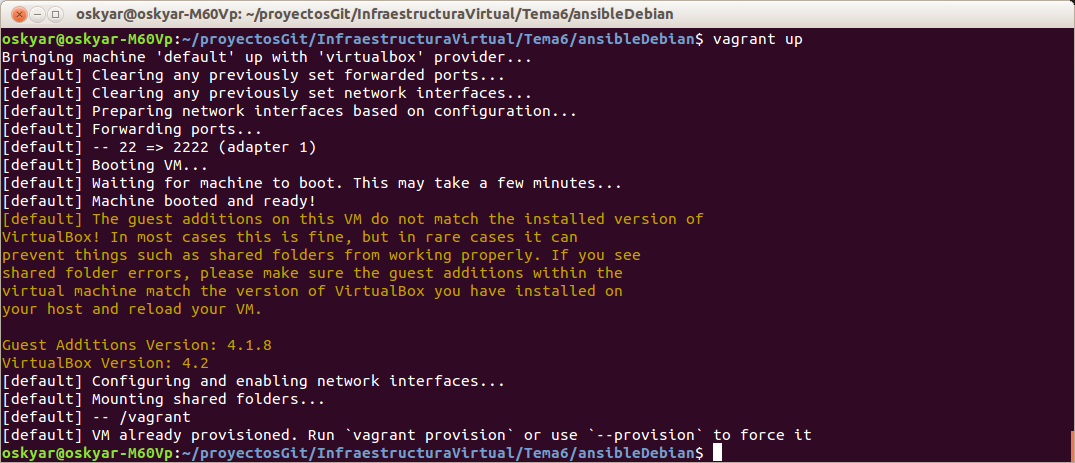 oskyar@oskyar-M60Vp: ~/proyectosGit/InfraestructuraVirtual/Tema6/ansibleDebian
oskyar@oskyar-M60Vp:~/proyectosGit/InfraestructuraVirtual/Tema6/ansibleDebian$ vagrant up
Bringing machine 'default' up with 'virtualbox' provider...
[default] Clearing any previously set forwarded ports...
[default] Clearing any previously set network interfaces...
[default] Preparing network interfaces based on configuration...
[default] Forwarding ports...
[default] -- 22 => 2222 (adapter 1)
[default] Booting VM...
[default] Waiting for machine to boot. This may take a few minutes...
[default] Machine booted and ready!
[default] The guest additions on this VM do not match the installed version of
VirtualBox! In most cases this is fine, but in rare cases it can
prevent things such as shared folders from working properly. If you see
shared folder errors, please make sure the guest additions within the
virtual machine match the version of VirtualBox you have installed on
your host and reload your VM.
Guest Additions Version: 4.1.8
VirtualBox Version: 4.2
[default] Configuring and enabling network interfaces...
[default] Mounting shared folders...
[default] -- /vagrant
[default] VM already provisioned. Run `vagrant provision` or use `--provision` to force it
oskyar@oskyar-M60Vp:~/proyectosGit/InfraestructuraVirtual/Tema6/ansibleDebian$